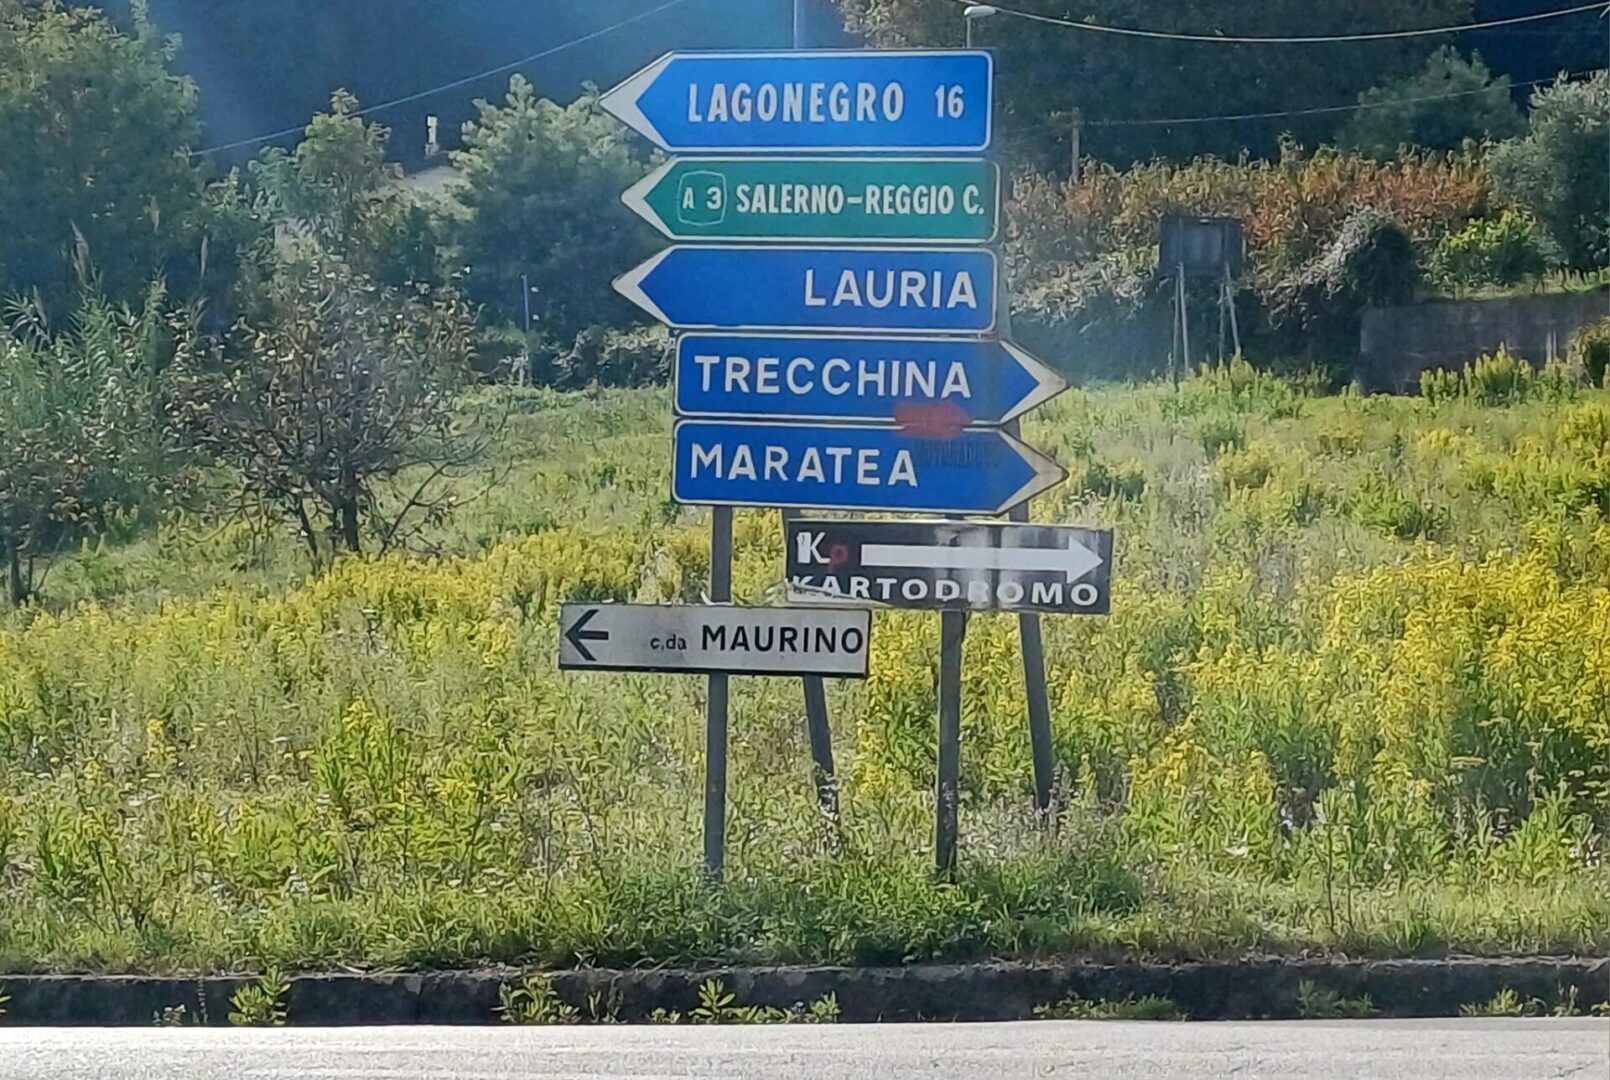 LAGONEGRO 16
A 3 SALERNO-REGGIO C.
LAURIA
TRECCHINA
MARATEA
K
KARTODROMO
c.da MAURINO